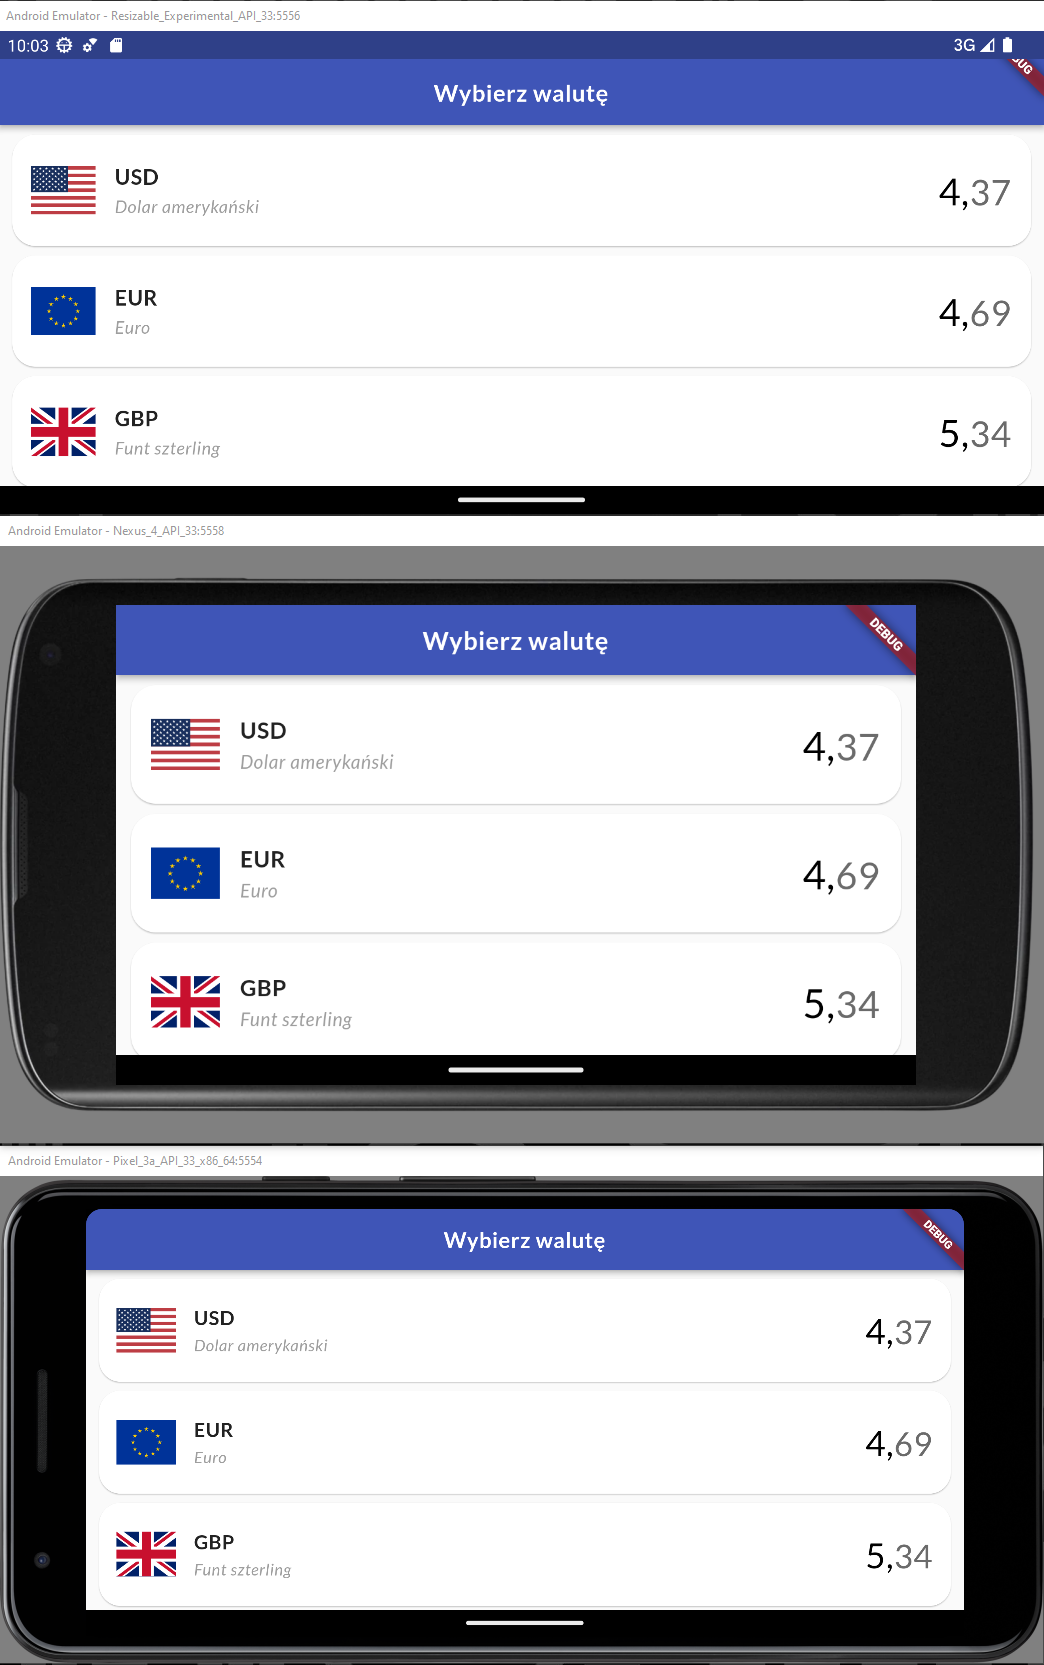 Android Emulator - Resizable_Experimental_API_33:5556
10:03 3G
Wybierz walutę
USD
Dolar amerykański
4,37
EUR
Euro
4,69
GBP
Funt szterling
5,34
Android Emulator - Nexus_4_API_33:5558
Wybierz walutę
DEBUG
USD
Dolar amerykański
4,37
EUR
Euro
4,69
GBP
Funt szterling
5,34
Android Emulator - Pixel_3a_API_33_x86_64:5554
Wybierz walutę
DEBUG
USD
Dolar amerykański
4,37
EUR
Euro
4,69
GBP
Funt szterling
5,34